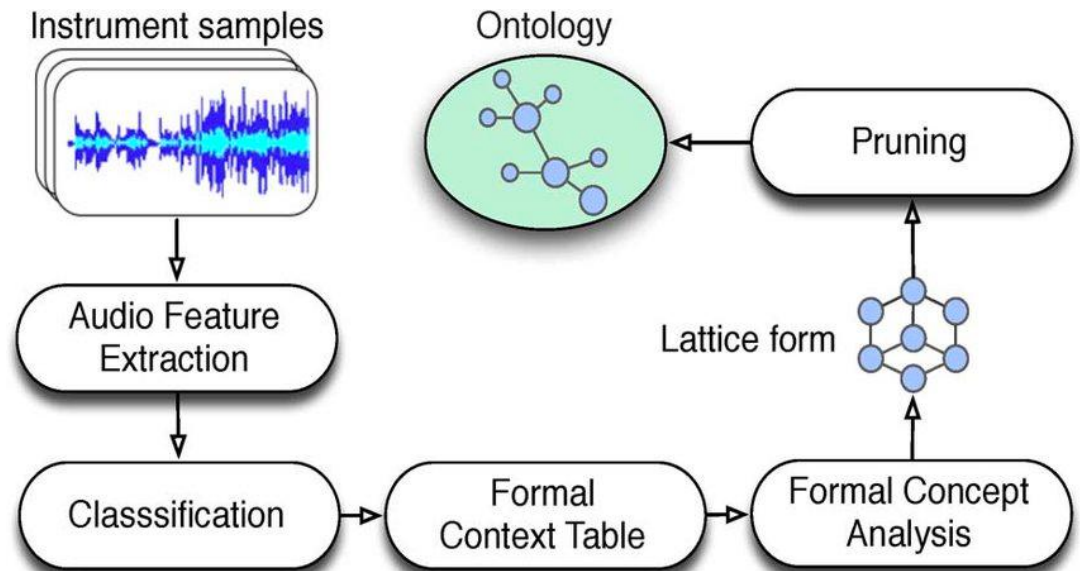 Instrument samples
Ontology
Pruning
Audio Feature
Extraction
Lattice form
Classsification
Formal
Context Table
Formal Concept
Analysis